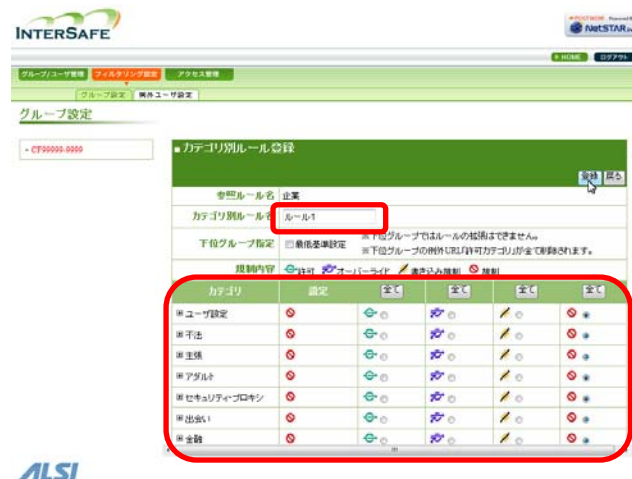 INTERSAFE
NetSTAR
HOME ログアウト
グループ/ユーザ管理 フィルタリング設定 アクセス管理
グループ設定 例外ユーザ設定
グループ設定
CT99999-9999
カテゴリ別ルール登録
登録 戻る
参照ルール名 企業
カテゴリ別ルール名 ルール1
下位グループ指定 最低基準設定 ※下位グループではルールの拡張はできません。
※下位グループの例外URL「許可カテゴリ」が全て削除されます。
規制内容 許可 オーバーライド 書き込み規制 規制
カテゴリ 設定 全て 全て 全て 全て
ユーザ設定
不法
主張
アダルト
セキュリティ・プロキシ
出会い
金融
ALSI